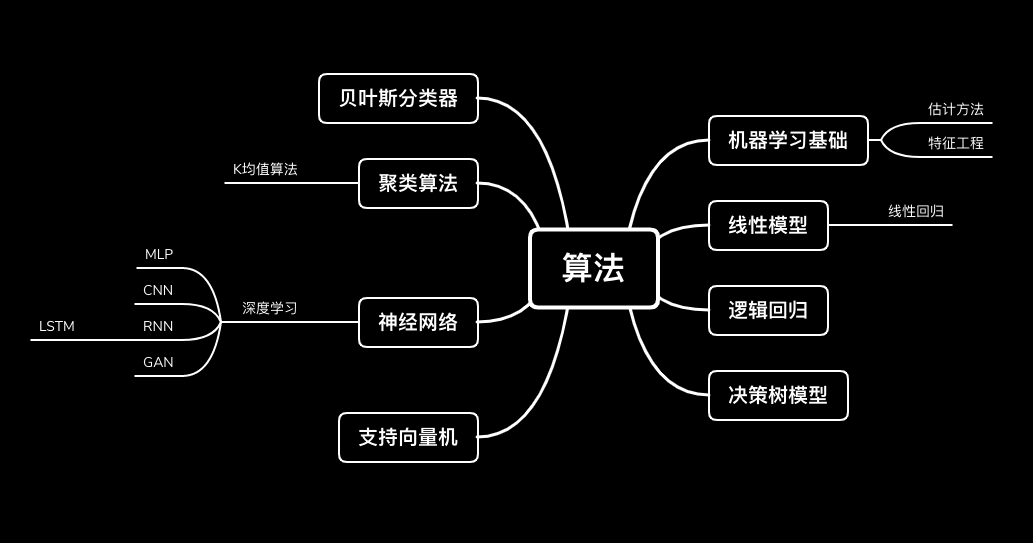 贝叶斯分类器
估计方法
机器学习基础
特征工程
K均值算法
聚类算法
线性回归
线性模型
MLP
算法
CNN
深度学习
逻辑回归
神经网络
LSTM
RNN
GAN
决策树模型
支持向量机